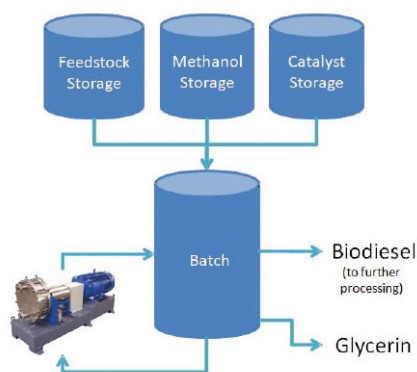 Feedstock
Storage
Methanol
Storage
Catalyst
Storage
Batch
Biodiesel
(to further
processing)
Glycerin